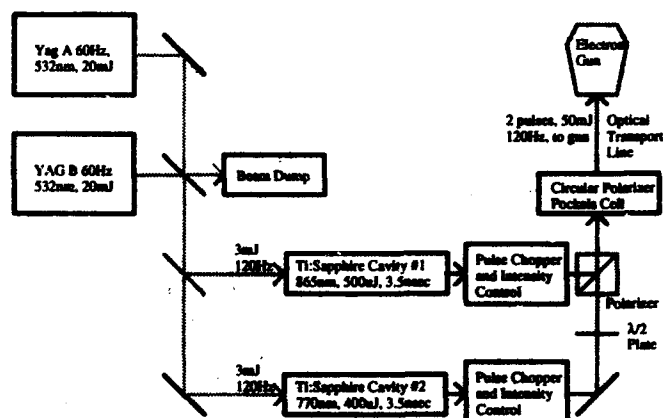 Yag A 60Hz,
532nm, 20mJ
Electron
Gun
2 pulses, 50mJ
120Hz, to gun
Optical
Transport
Line
YAG B 60Hz
532nm, 20mJ
Beam Dump
Circular Polarizer
Pockels Cell
3mJ
120Hz
Ti:Sapphire Cavity #1
865nm, 500uJ, 3.5nsec
Pulse Chopper
and Intensity
Control
Polarizer
λ/2
Plate
3mJ
120Hz
Ti:Sapphire Cavity #2
770nm, 400uJ, 3.5nsec
Pulse Chopper
and Intensity
Control